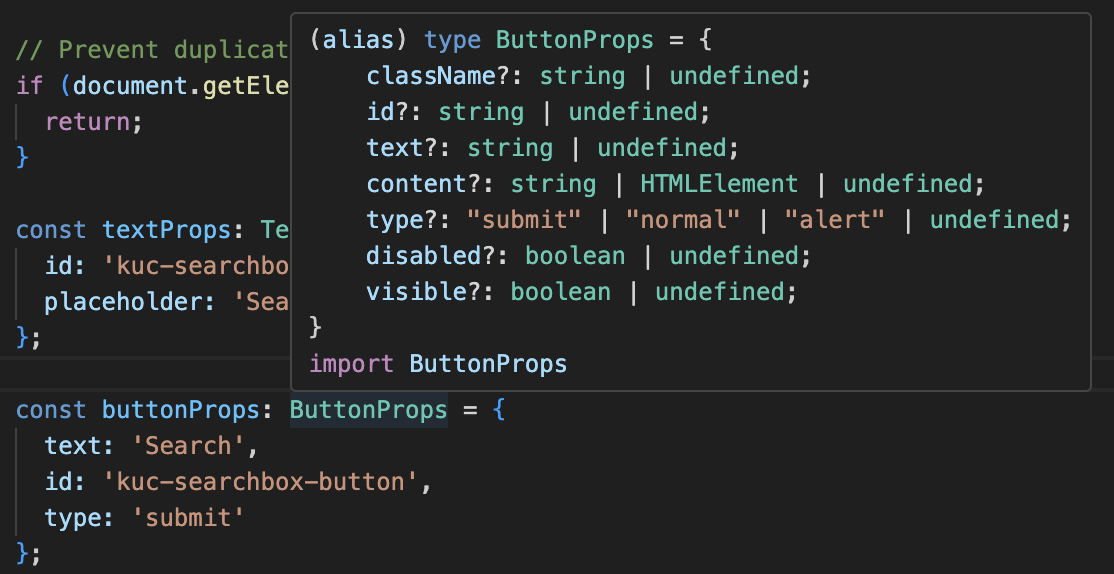 // Prevent duplicat
if (document.getEle
return;
}
const textProps: Te
id: 'kuc-searchbo
placeholder: 'Sea
};
(alias) type ButtonProps = {
className?: string | undefined;
id?: string | undefined;
text?: string | undefined;
content?: string | HTMLElement | undefined;
type?: "submit" | "normal" | "alert" | undefined;
disabled?: boolean | undefined;
visible?: boolean | undefined;
}
import ButtonProps
const buttonProps: ButtonProps = {
text: 'Search',
id: 'kuc-searchbox-button',
type: 'submit'
};